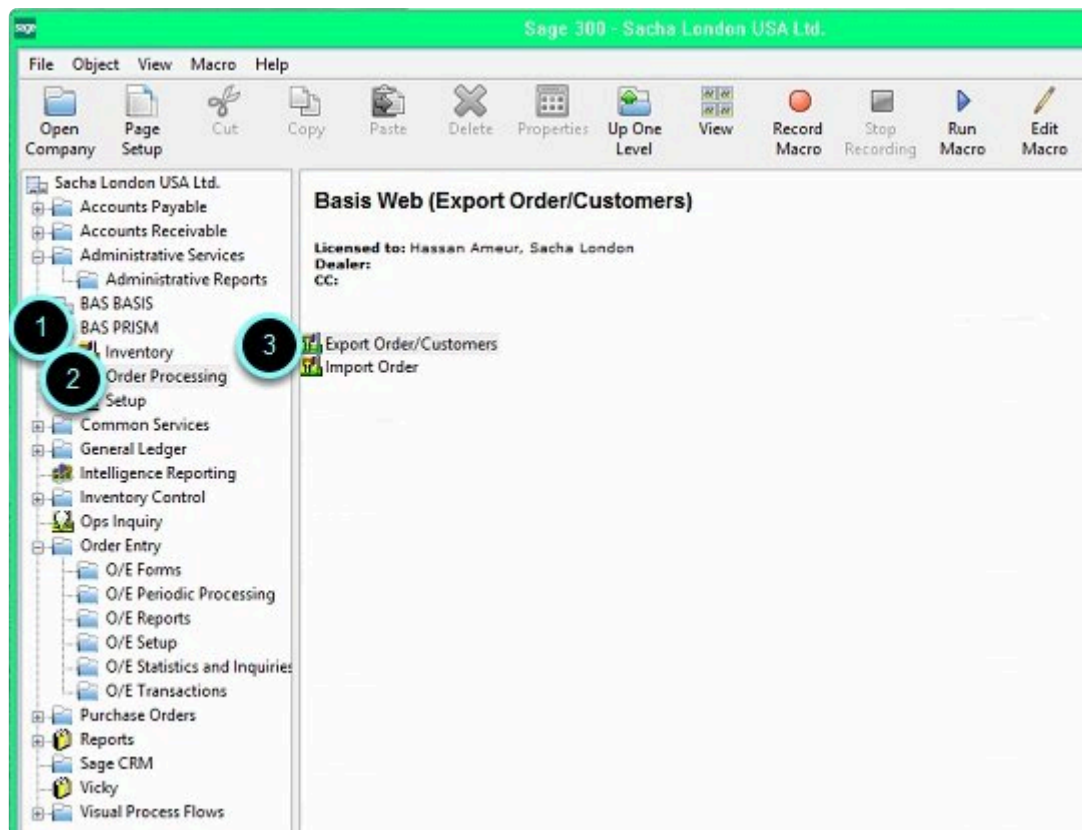 sage
Sage 300 - Sacha London USA Ltd.
File Object View Macro Help
Open Company
Page Setup
Cut
Copy
Paste
Delete
Properties
Up One Level
View
Record Macro
Stop Recording
Run Macro
Edit Macro
Sacha London USA Ltd.
Accounts Payable
Accounts Receivable
Administrative Services
Administrative Reports
BAS BASIS
1
BAS PRISM
Inventory
2
Order Processing
Setup
Common Services
General Ledger
Intelligence Reporting
Inventory Control
Ops Inquiry
Order Entry
O/E Forms
O/E Periodic Processing
O/E Reports
O/E Setup
O/E Statistics and Inquiries
O/E Transactions
Purchase Orders
Reports
Sage CRM
Vicky
Visual Process Flows
Basis Web (Export Order/Customers)
Licensed to: Hassan Ameur, Sacha London
Dealer:
CC:
3
Export Order/Customers
Import Order